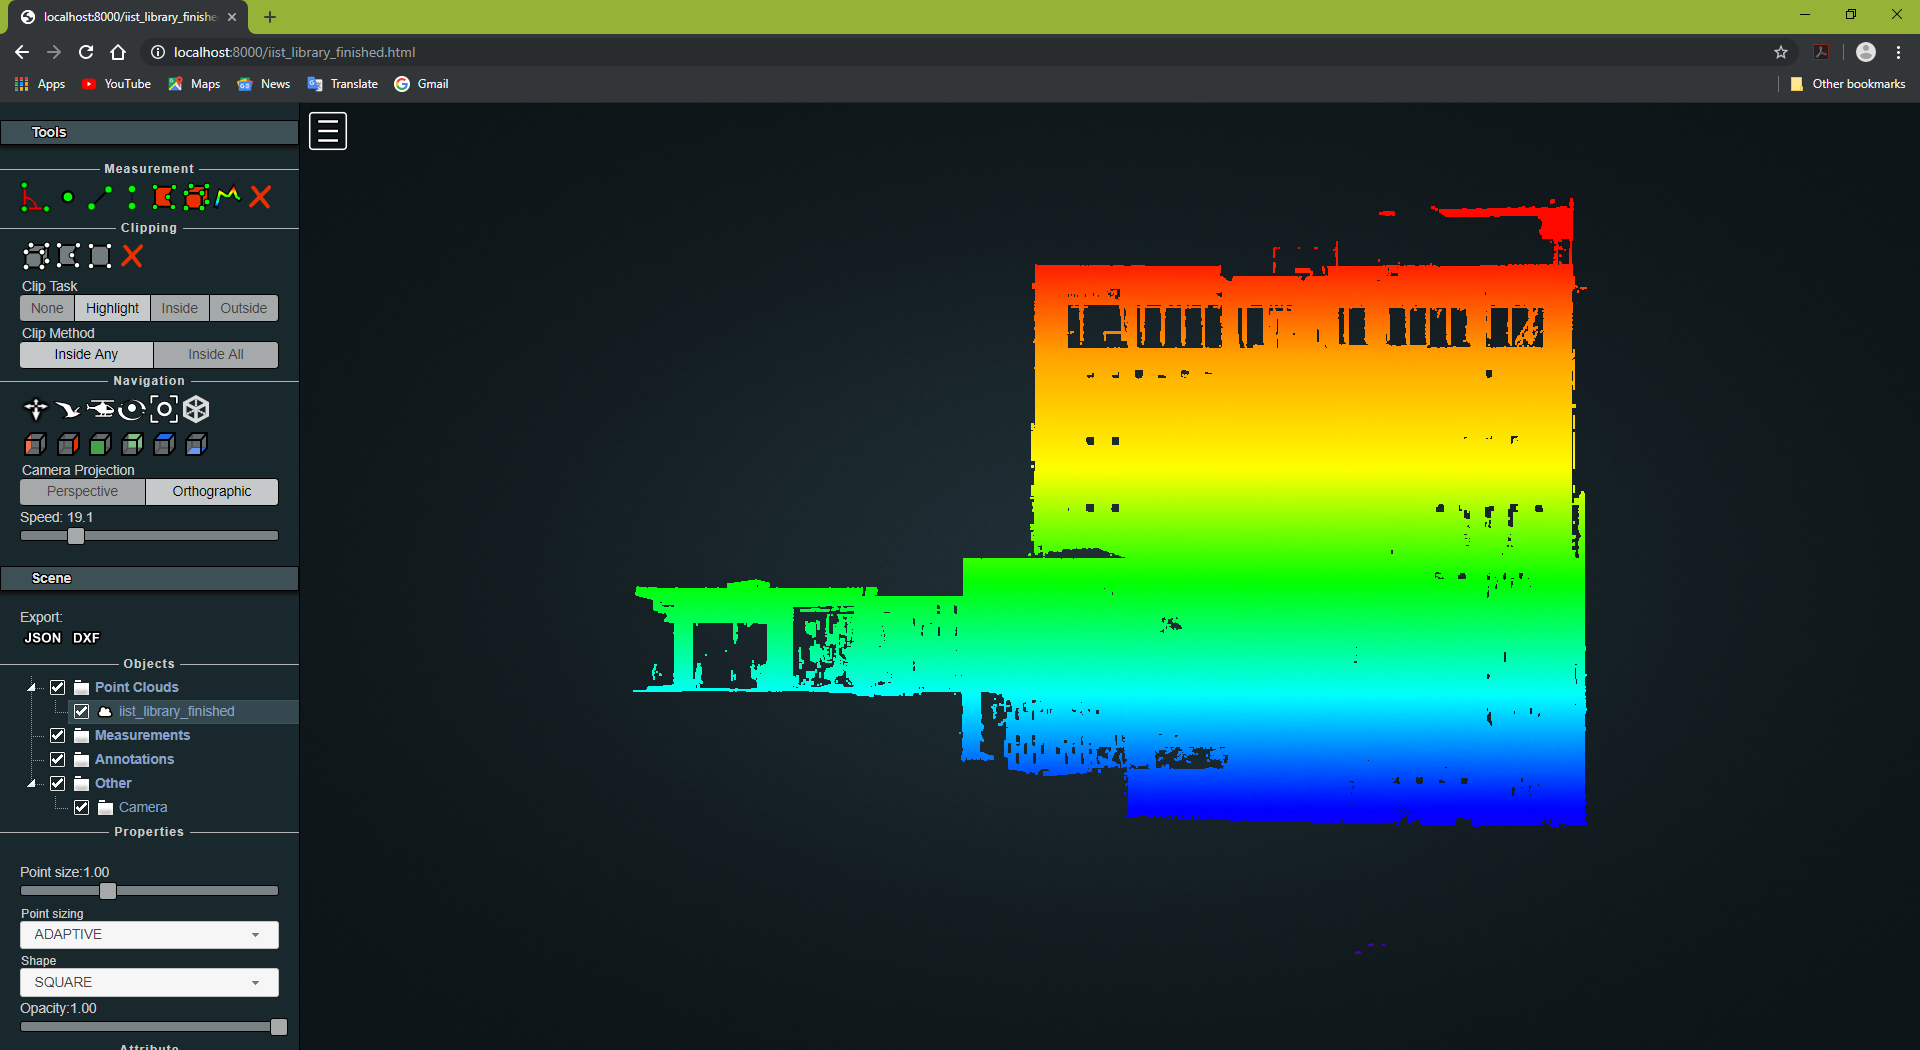 localhost:8000/iist_library_finishe
localhost:8000/iist_library_finished.html
Apps YouTube Maps News Translate Gmail Other bookmarks
Tools
Measurement
Clipping
Clip Task
None Highlight Inside Outside
Clip Method
Inside Any Inside All
Navigation
Camera Projection
Perspective Orthographic
Speed: 19.1
Scene
Export:
JSON DXF
Objects
Point Clouds
iist_library_finished
Measurements
Annotations
Other
Camera
Properties
Point size:1.00
Point sizing
ADAPTIVE
Shape
SQUARE
Opacity:1.00
Attribute